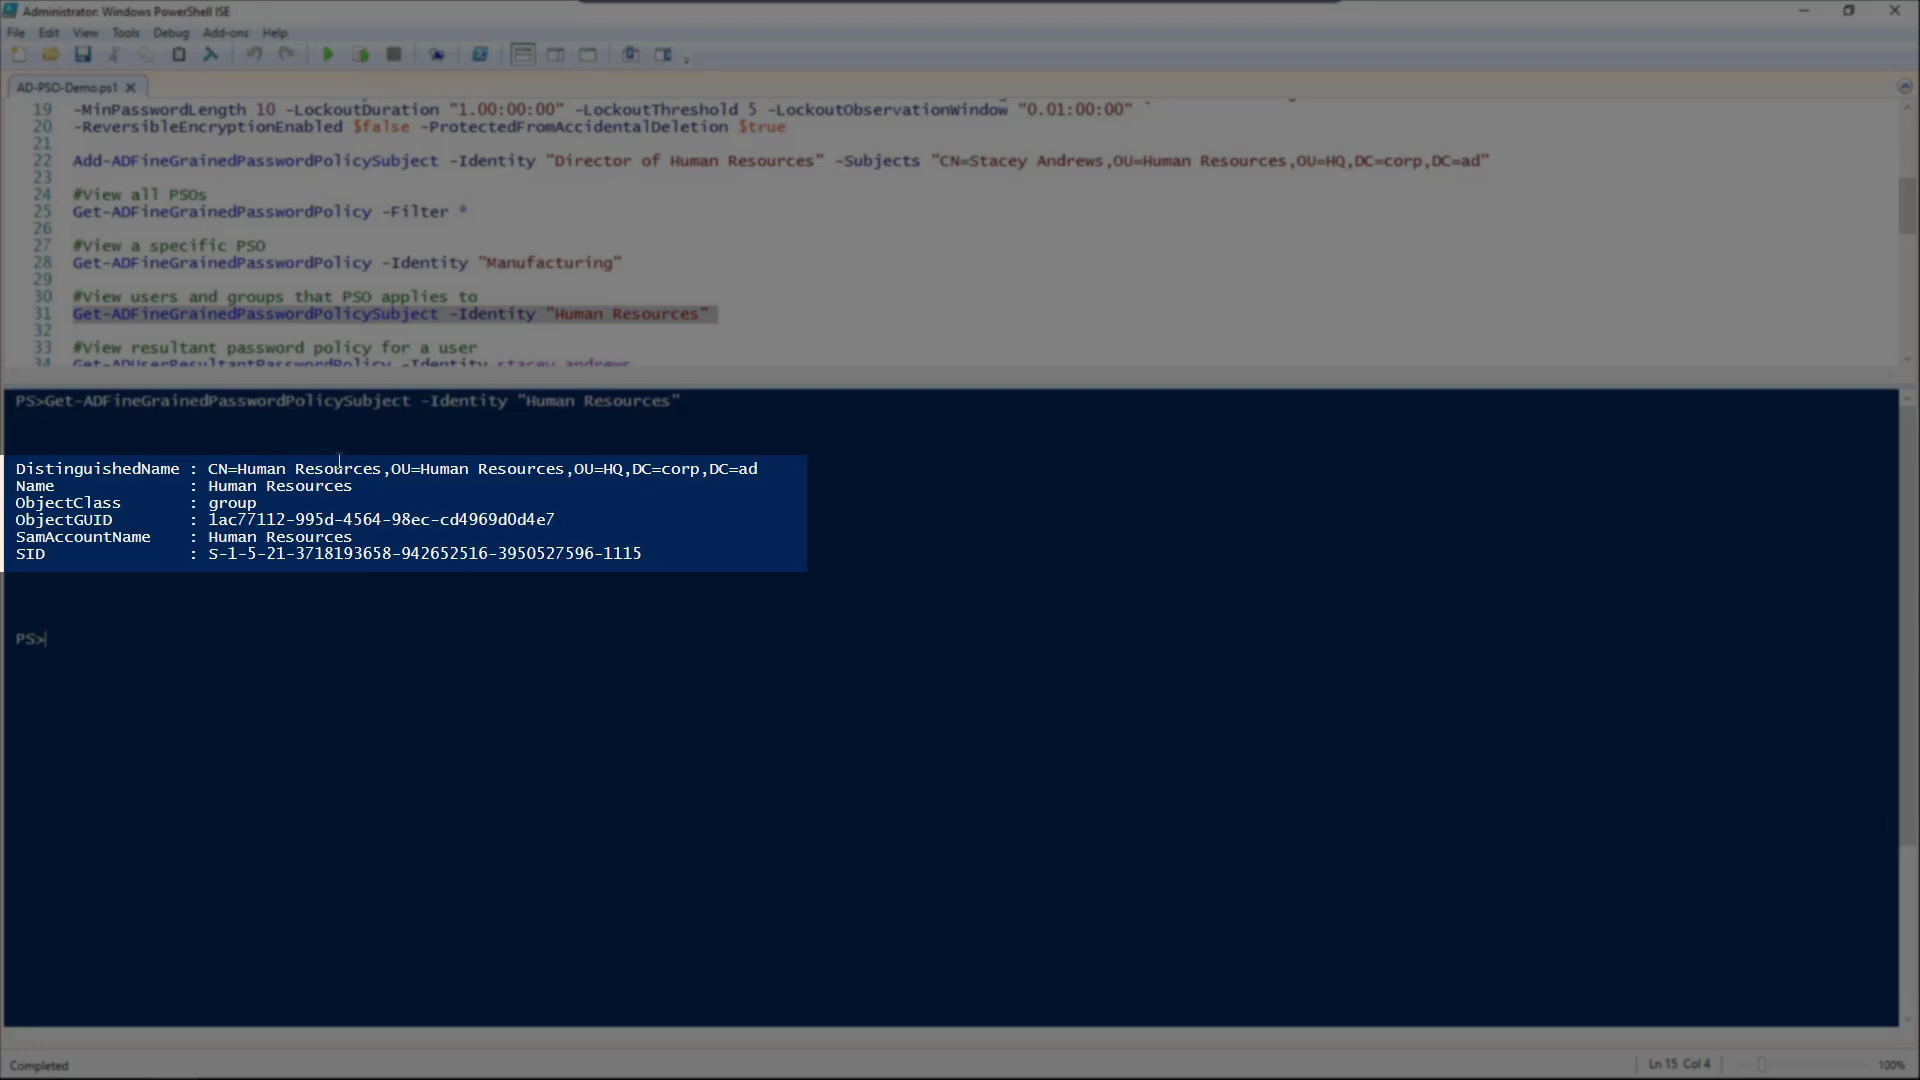 Administrator: Windows PowerShell ISE
File Edit View Tools Debug Add-ons Help
AD-PSO-Demo.ps1
19 -MinPasswordLength 10 -LockoutDuration "1.00:00:00" -LockoutThreshold 5 -LockoutObservationWindow "0.01:00:00" `
20 -ReversibleEncryptionEnabled $false -ProtectedFromAccidentalDeletion $true
21
22 Add-ADFineGrainedPasswordPolicySubject -Identity "Director of Human Resources" -Subjects "CN=Stacey Andrews,OU=Human Resources,OU=HQ,DC=corp,DC=ad"
23
24 #View all PSOs
25 Get-ADFineGrainedPasswordPolicy -Filter *
26
27 #View a specific PSO
28 Get-ADFineGrainedPasswordPolicy -Identity "Manufacturing"
29
30 #View users and groups that PSO applies to
31 Get-ADFineGrainedPasswordPolicySubject -Identity "Human Resources"
32
33 #View resultant password policy for a user
34 Get-ADUserResultantPasswordPolicy -Identity stacey.andrews
PS>Get-ADFineGrainedPasswordPolicySubject -Identity "Human Resources"
DistinguishedName : CN=Human Resources,OU=Human Resources,OU=HQ,DC=corp,DC=ad
Name : Human Resources
ObjectClass : group
ObjectGUID : 1ac77112-995d-4564-98ec-cd4969d0d4e7
SamAccountName : Human Resources
SID : S-1-5-21-3718193658-942652516-3950527596-1115
PS>
Completed
Ln 15 Col 4
100%